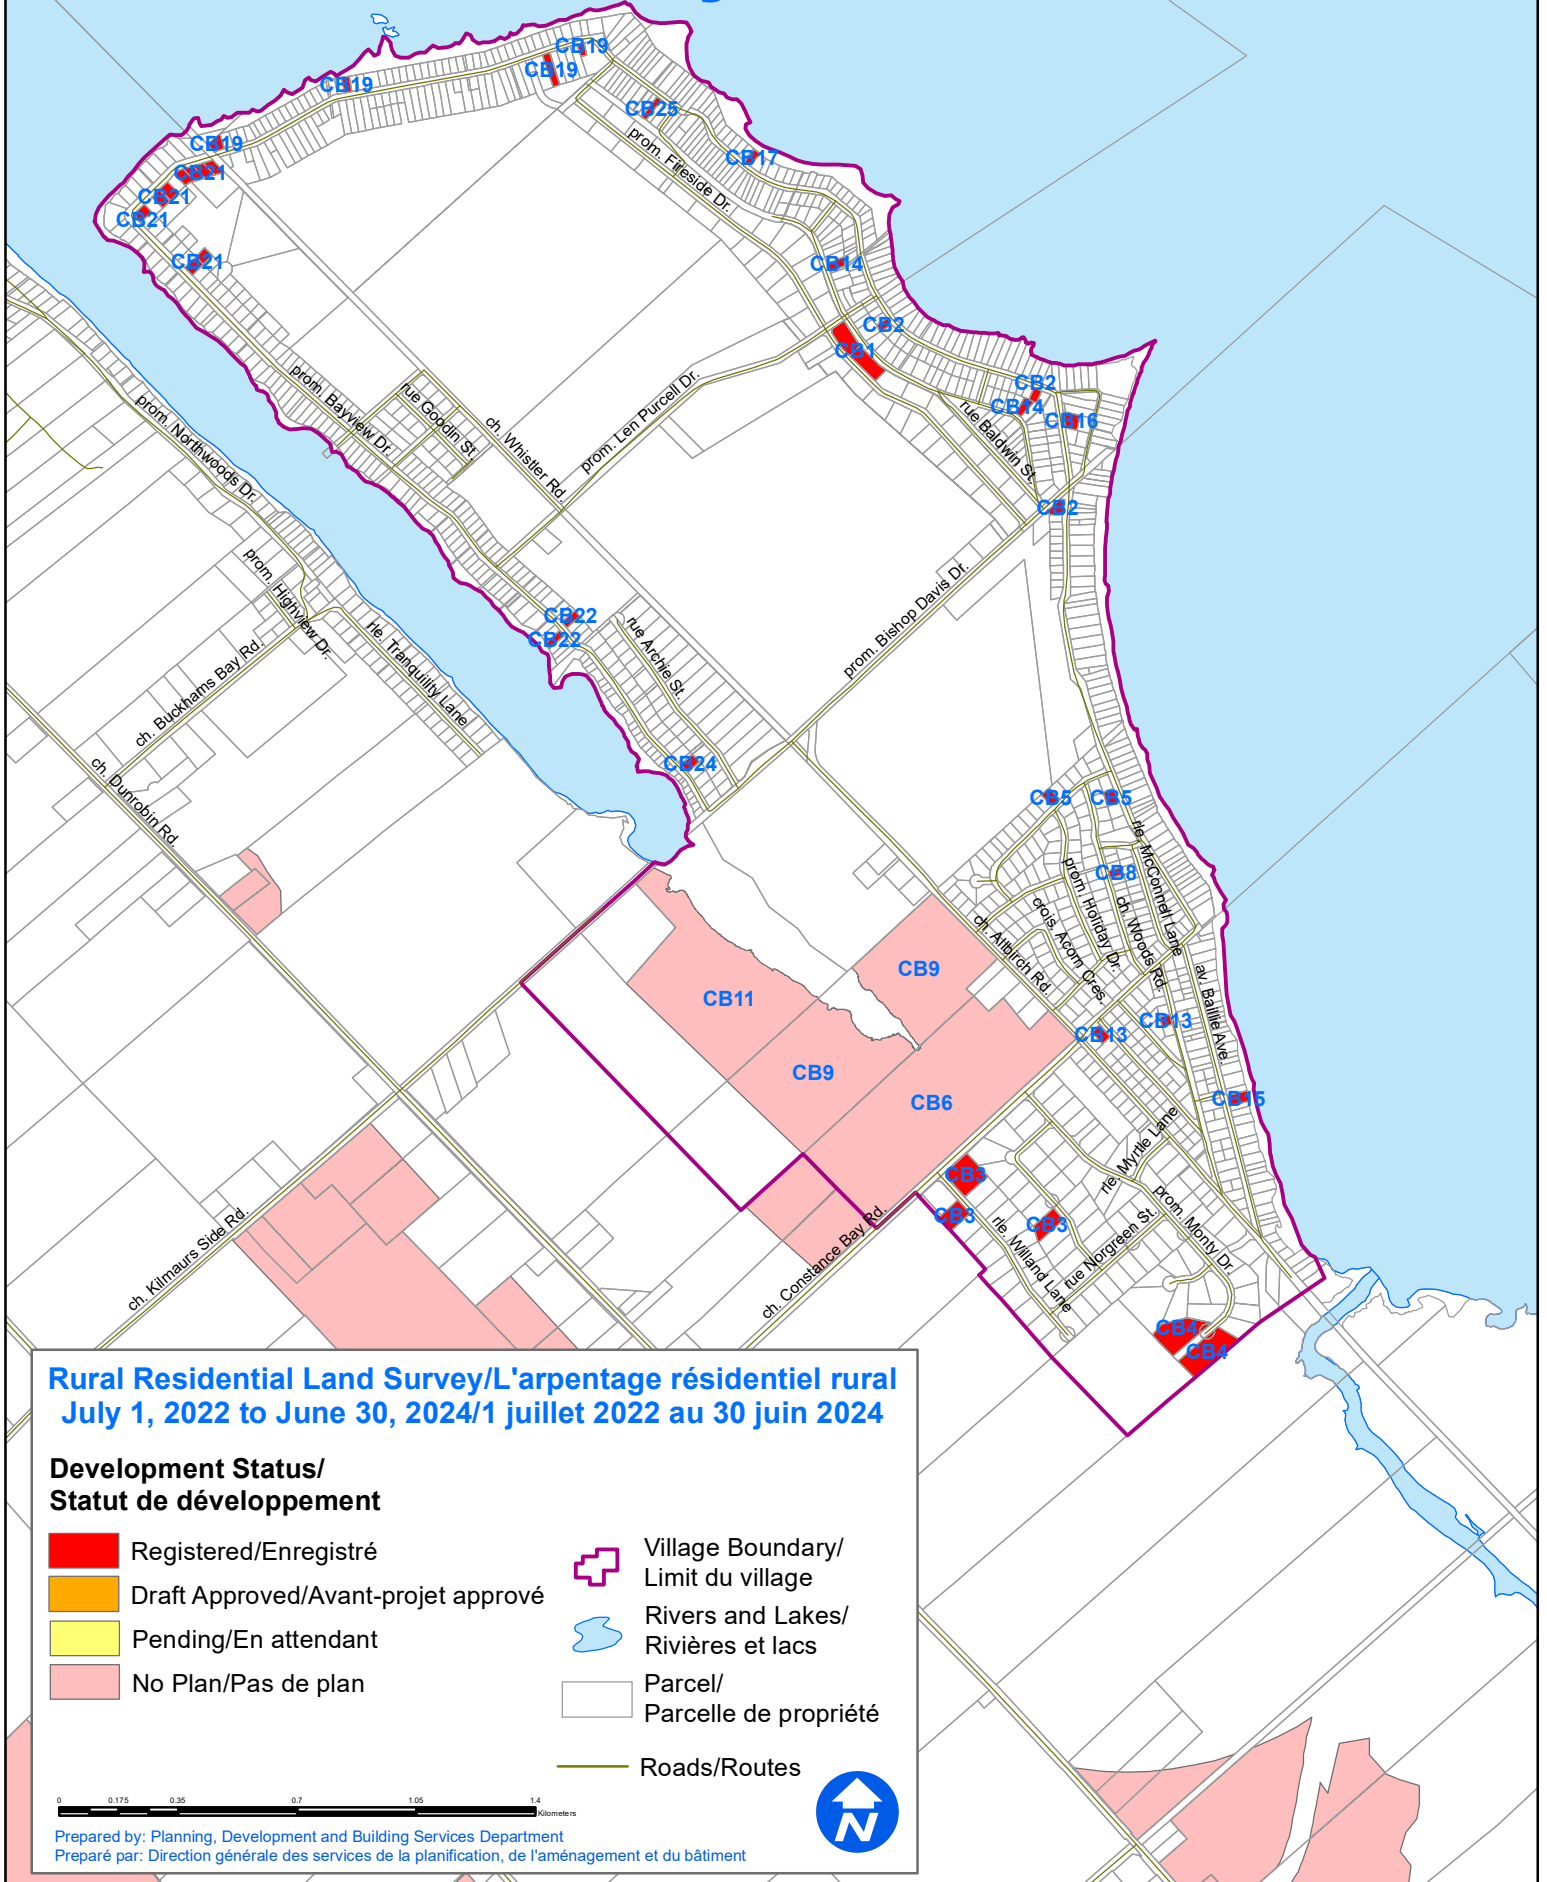 CB19
CB19
CB19
CB25
CB19
CB17
prom. Fireside Dr.
CB21
CB21
CB21
CB21
CB14
CB2
CB1
CB2
CB14
CB16
prom. Bayview Dr.
rue Goodin St.
ch. Whistler Rd.
prom. Len Purcell Dr.
rue Baldwin St.
prom. Northwoods Dr.
CB2
prom. Highview Dr.
prom. Bishop Davis Dr.
CB22
CB22
rue Archie St.
rle. Tranquility Lane
ch. Buckhams Bay Rd.
CB24
ch. Dunrobin Rd.
CB5
CB5
rle. McConnell Lane
CB8
prom. Holiday Dr.
ch. Woods Rd.
crois. Acorn Cres.
ch. Allbirch Rd.
CB9
CB11
av. Baillie Ave.
CB13
CB13
CB9
CB6
CB15
rle. Myrtle Lane
CB3
CB3
CB3
prom. Monty Dr.
rue Norgreen St.
rle. Willand Lane
ch. Constance Bay Rd.
ch. Kilmaurs Side Rd.
CB4
CB4
Rural Residential Land Survey/L'arpentage résidentiel rural
July 1, 2022 to June 30, 2024/1 juillet 2022 au 30 juin 2024
Development Status/
Statut de développement
Registered/Enregistré
Draft Approved/Avant-projet apprové
Pending/En attendant
No Plan/Pas de plan
Village Boundary/
Limit du village
Rivers and Lakes/
Rivières et lacs
Parcel/
Parcelle de propriété
Roads/Routes
0 0.175 0.35 0.7 1.05 1.4
Kilometers
N
Prepared by: Planning, Development and Building Services Department
Preparé par: Direction générale des services de la planification, de l'aménagement et du bâtiment